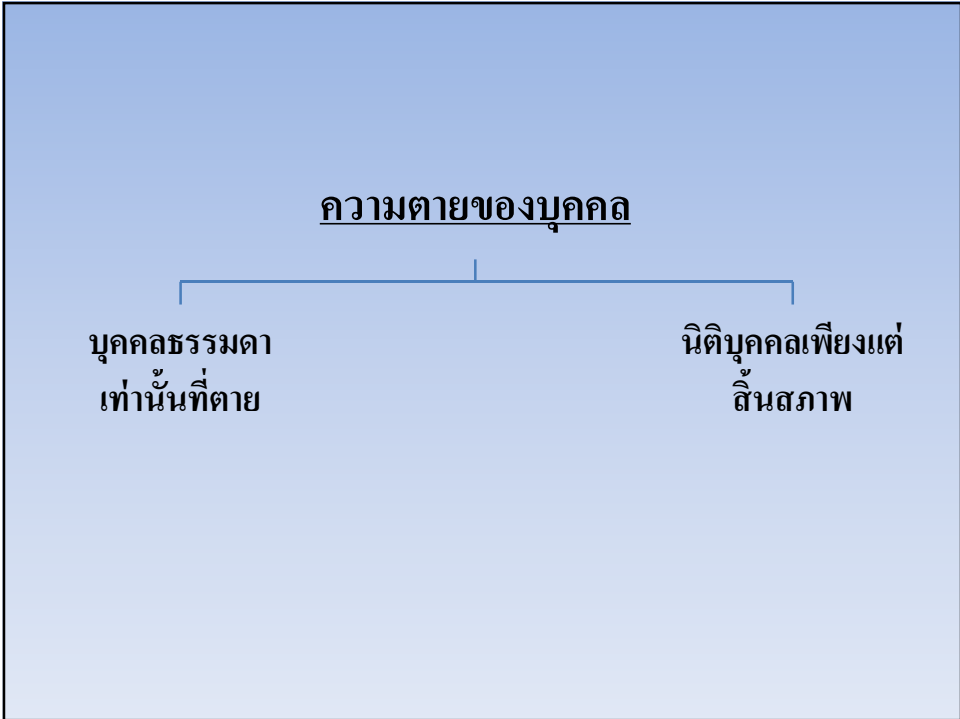 ความตายของบุคคล
บุคคลธรรมดา
เท่านั้นที่ตาย
นิติบุคคลเพียงแต่
สิ้นสภาพ